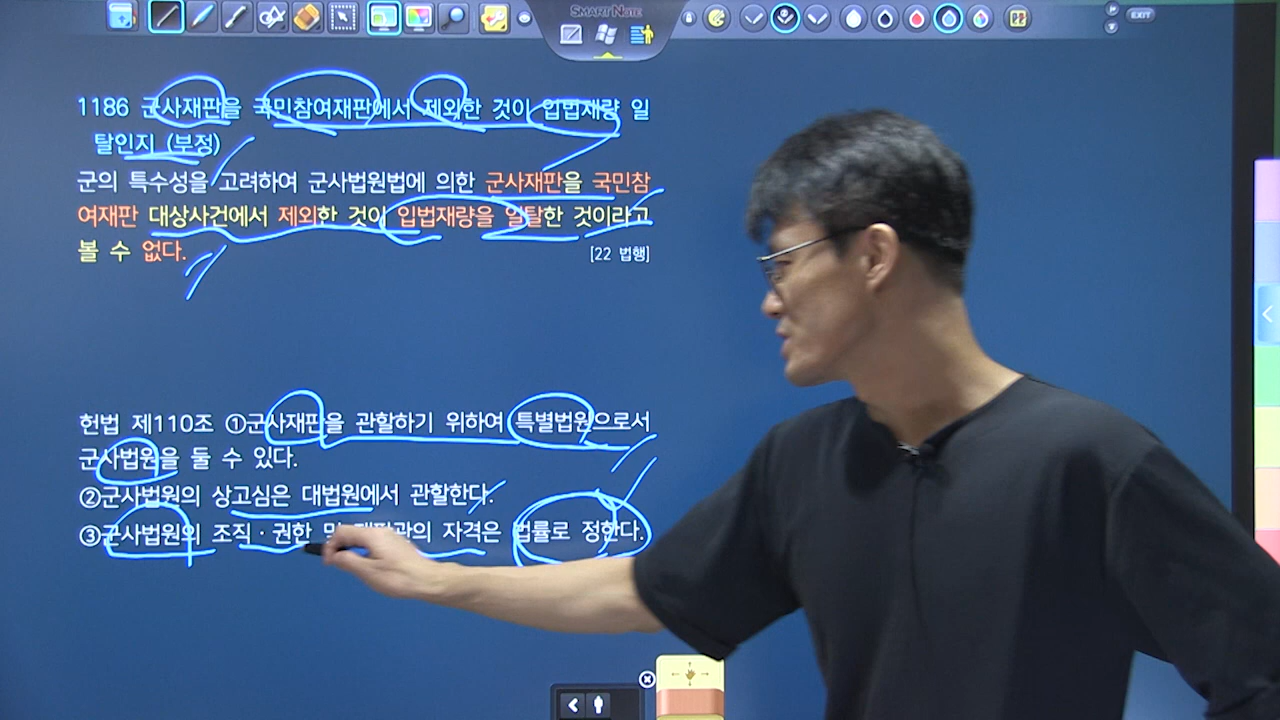 SMART NOTE
EXIT
1186 군사재판을 국민참여재판에서 제외한 것이 입법재량 일
탈인지 (부정)
군의 특수성을 고려하여 군사법원법에 의한 군사재판을 국민참
여재판 대상사건에서 제외한 것이 입법재량을 일탈한 것이라고
볼 수 없다.
[22 법행]
헌법 제110조 ①군사재판을 관할하기 위하여 특별법원으로서
군사법원을 둘 수 있다.
②군사법원의 상고심은 대법원에서 관할한다.
③군사법원의 조직·권한 및 재판관의 자격은 법률로 정한다.